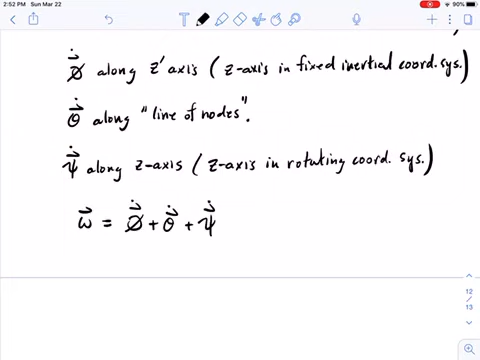 2:52 PM Sun Mar 22
90%
φ̇⃗ along z′ axis ( z-axis in fixed inertial coord. sys.)
θ̇⃗ along "line of nodes".
ψ̇⃗ along z-axis ( z-axis in rotating coord. sys.)
ω⃗ = φ̇⃗ + θ̇⃗ + ψ̇⃗
12
/
13